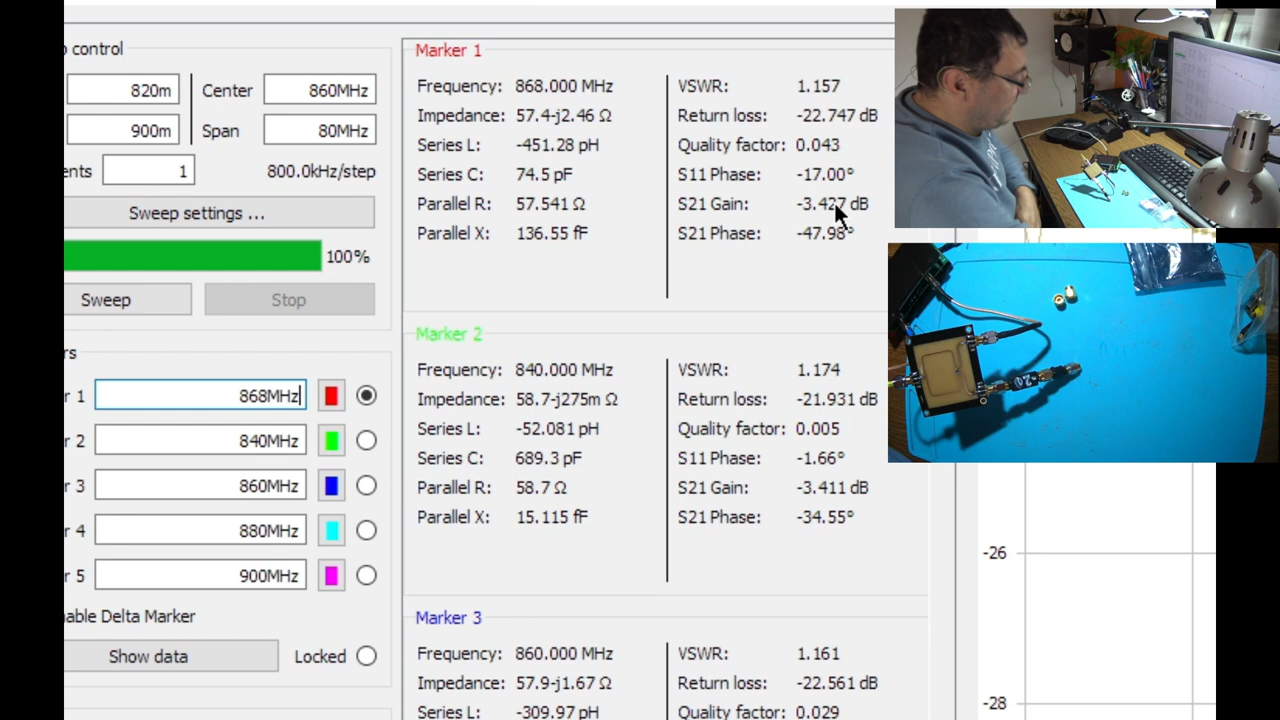 p control
820m
Center
860MHz
900m
Span
80MHz
ents
1
800.0kHz/step
Sweep settings ...
100%
Sweep
Stop
rs
r 1
868MHz
r 2
840MHz
r 3
860MHz
r 4
880MHz
r 5
900MHz
able Delta Marker
Show data
Locked
Marker 1
Frequency: 868.000 MHz
Impedance: 57.4-j2.46 Ω
Series L: -451.28 pH
Series C: 74.5 pF
Parallel R: 57.541 Ω
Parallel X: 136.55 fF
VSWR: 1.157
Return loss: -22.747 dB
Quality factor: 0.043
S11 Phase: -17.00°
S21 Gain: -3.427 dB
S21 Phase: -47.98°
Marker 2
Frequency: 840.000 MHz
Impedance: 58.7-j275m Ω
Series L: -52.081 pH
Series C: 689.3 pF
Parallel R: 58.7 Ω
Parallel X: 15.115 fF
VSWR: 1.174
Return loss: -21.931 dB
Quality factor: 0.005
S11 Phase: -1.66°
S21 Gain: -3.411 dB
S21 Phase: -34.55°
Marker 3
Frequency: 860.000 MHz
Impedance: 57.9-j1.67 Ω
Series L: -309.97 pH
VSWR: 1.161
Return loss: -22.561 dB
Quality factor: 0.029
-26
-28